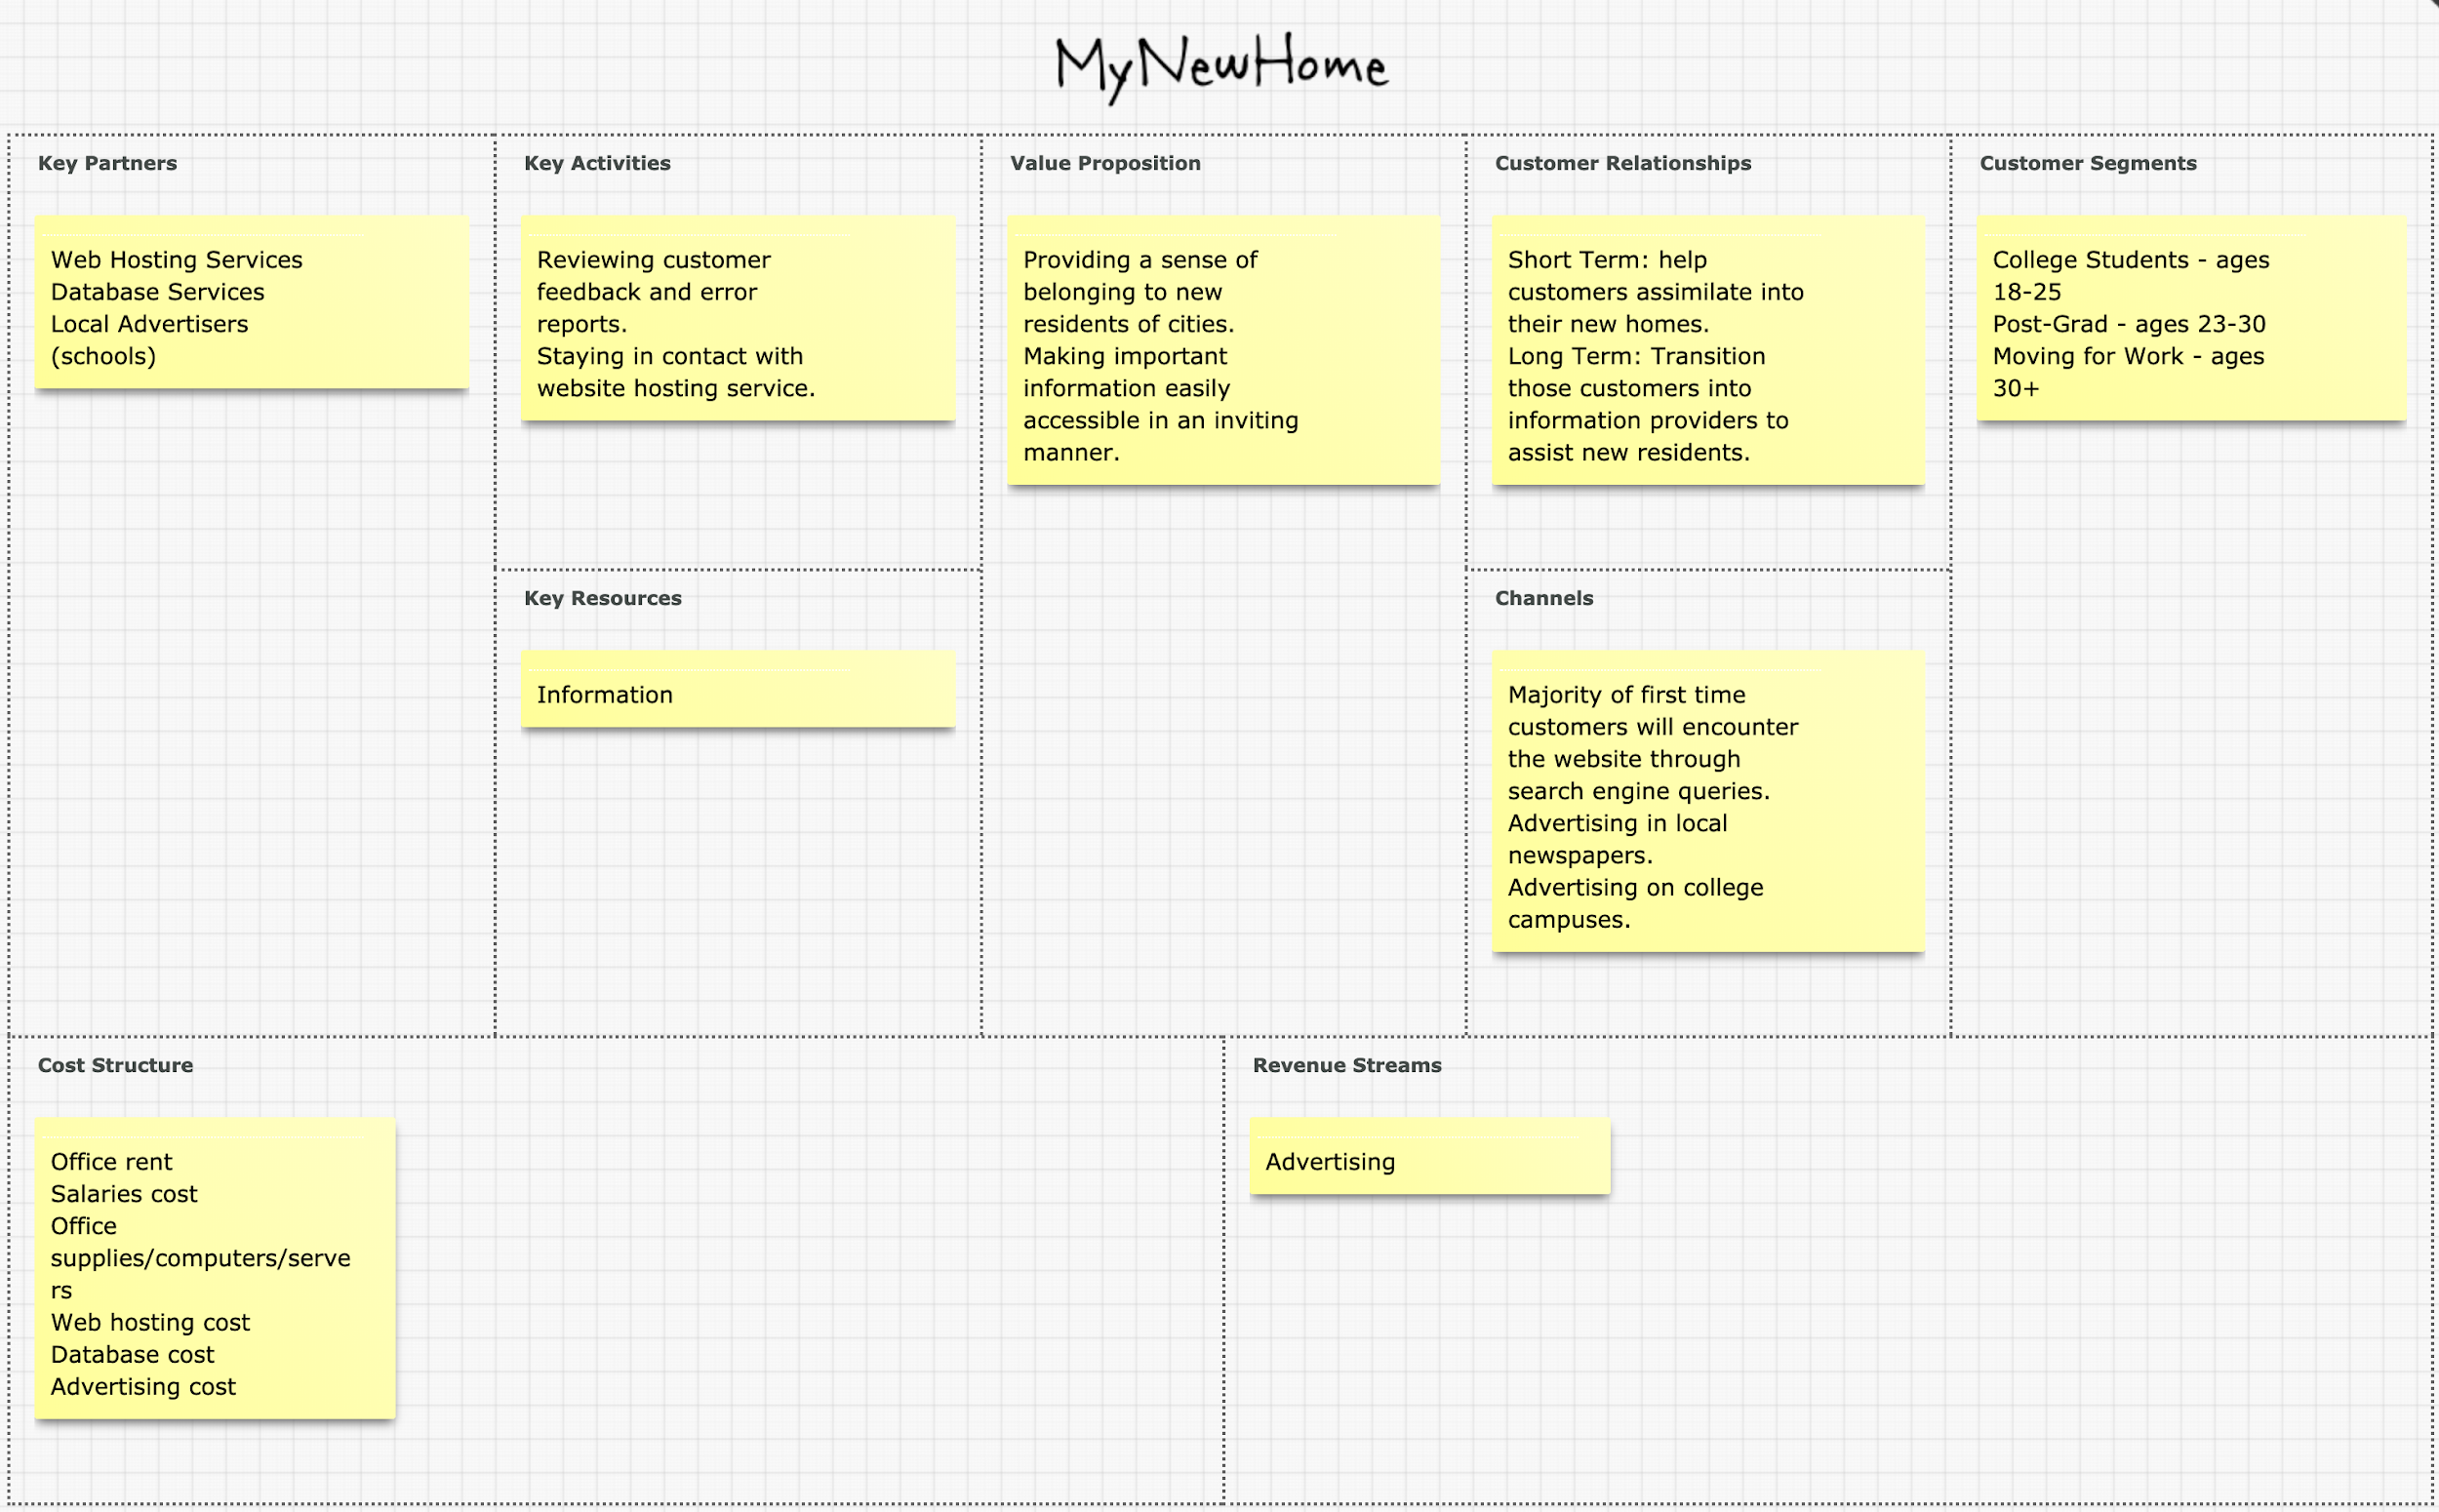 MyNewHome
Key Partners
Web Hosting Services
Database Services
Local Advertisers
(schools)
Key Activities
Reviewing customer
feedback and error
reports.
Staying in contact with
website hosting service.
Key Resources
Information
Value Proposition
Providing a sense of
belonging to new
residents of cities.
Making important
information easily
accessible in an inviting
manner.
Customer Relationships
Short Term: help
customers assimilate into
their new homes.
Long Term: Transition
those customers into
information providers to
assist new residents.
Channels
Majority of first time
customers will encounter
the website through
search engine queries.
Advertising in local
newspapers.
Advertising on college
campuses.
Customer Segments
College Students - ages
18-25
Post-Grad - ages 23-30
Moving for Work - ages
30+
Cost Structure
Office rent
Salaries cost
Office
supplies/computers/serve
rs
Web hosting cost
Database cost
Advertising cost
Revenue Streams
Advertising